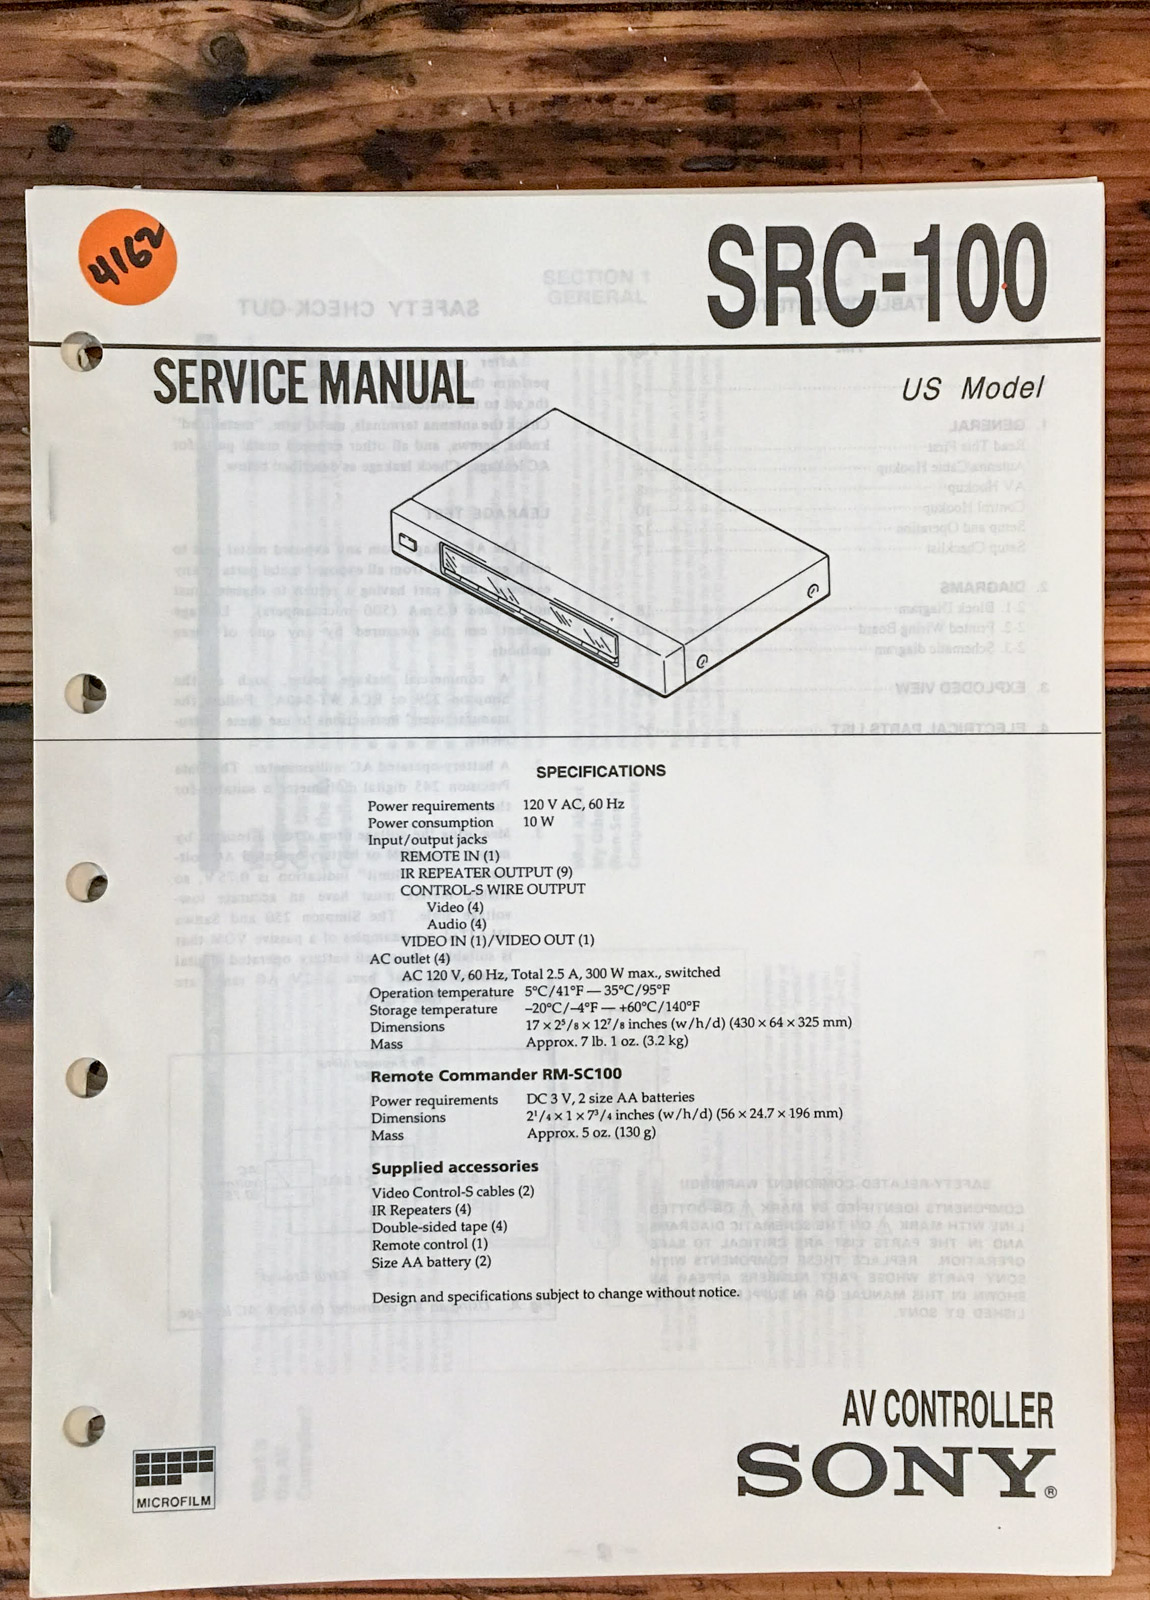 4162
SRC-100
SERVICE MANUAL
US Model
SPECIFICATIONS
Power requirements 120 V AC, 60 Hz
Power consumption 10 W
Input/output jacks
REMOTE IN (1)
IR REPEATER OUTPUT (9)
CONTROL-S WIRE OUTPUT
Video (4)
Audio (4)
VIDEO IN (1)/VIDEO OUT (1)
AC outlet (4)
AC 120 V, 60 Hz, Total 2.5 A, 300 W max., switched
Operation temperature 5°C/41°F — 35°C/95°F
Storage temperature –20°C/–4°F — +60°C/140°F
Dimensions 17 × 2⁵/₈ × 12⁷/₈ inches (w/h/d) (430 × 64 × 325 mm)
Mass Approx. 7 lb. 1 oz. (3.2 kg)
Remote Commander RM-SC100
Power requirements DC 3 V, 2 size AA batteries
Dimensions 2¹/₄ × 1 × 7³/₄ inches (w/h/d) (56 × 24.7 × 196 mm)
Mass Approx. 5 oz. (130 g)
Supplied accessories
Video Control-S cables (2)
IR Repeaters (4)
Double-sided tape (4)
Remote control (1)
Size AA battery (2)
Design and specifications subject to change without notice.
AV CONTROLLER
SONY®
MICROFILM